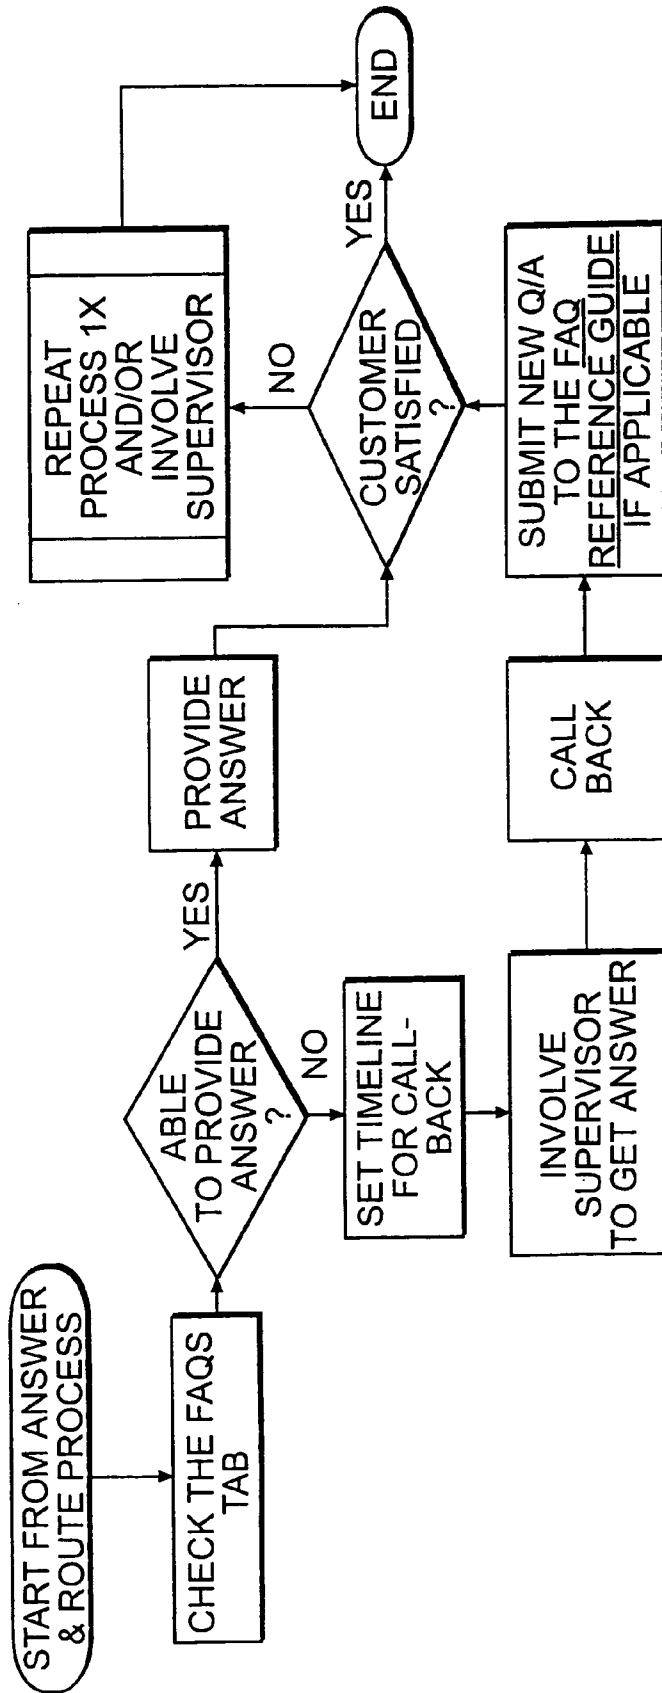 START FROM ANSWER
& ROUTE PROCESS
CHECK THE FAQS
TAB
ABLE
TO PROVIDE
ANSWER
?
YES
NO
PROVIDE
ANSWER
SET TIMELINE
FOR CALL-
BACK
INVOLVE
SUPERVISOR
TO GET ANSWER
CALL
BACK
SUBMIT NEW Q/A
TO THE FAQ
REFERENCE GUIDE
IF APPLICABLE
CUSTOMER
SATISFIED
?
NO
YES
REPEAT
PROCESS 1X
AND/OR
INVOLVE
SUPERVISOR
END